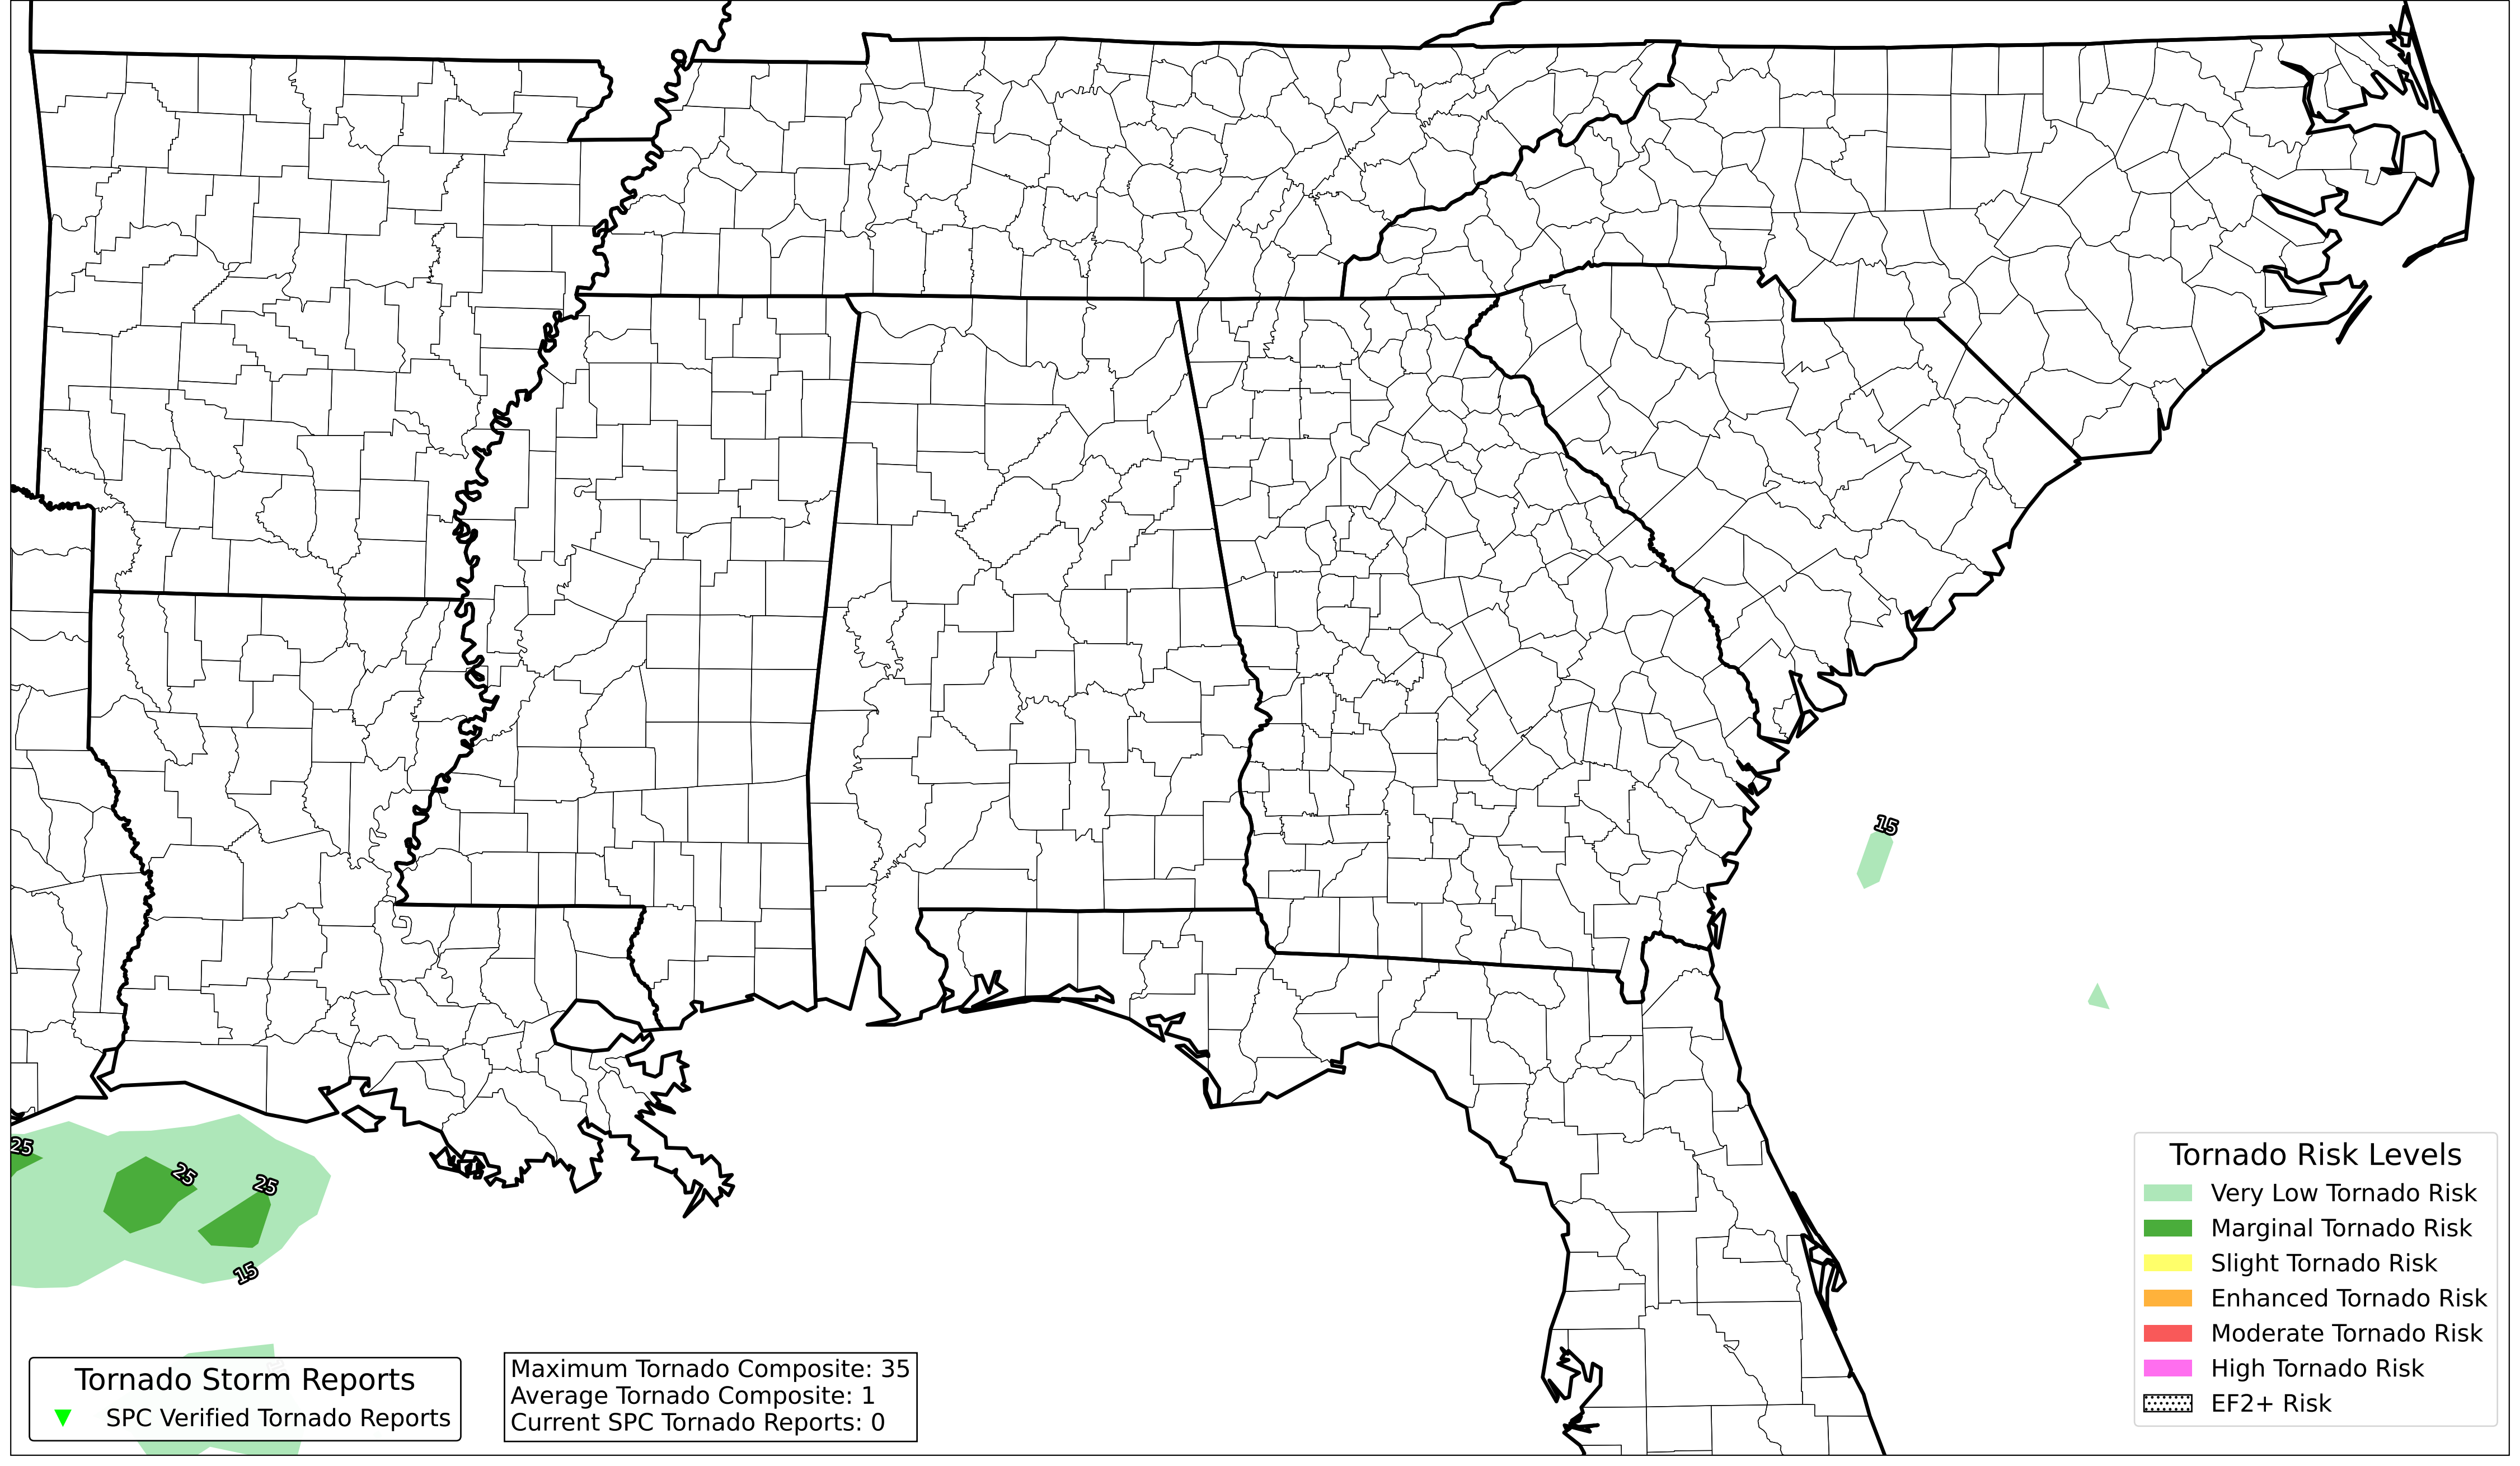 15
25
25
25
15
Tornado Risk Levels
Very Low Tornado Risk
Marginal Tornado Risk
Slight Tornado Risk
Enhanced Tornado Risk
Moderate Tornado Risk
High Tornado Risk
EF2+ Risk
Tornado Storm Reports
SPC Verified Tornado Reports
Maximum Tornado Composite: 35
Average Tornado Composite: 1
Current SPC Tornado Reports: 0